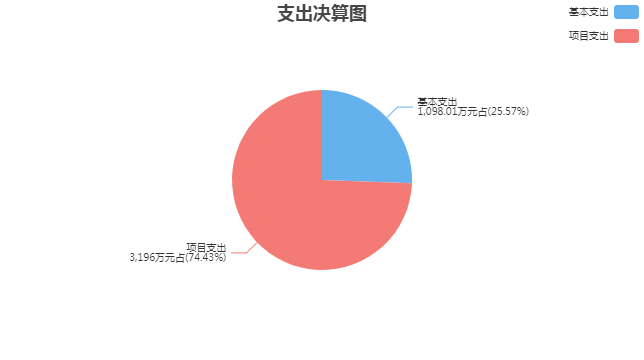 支出决算图
基本支出
项目支出
基本支出
1,098.01万元占(25.57%)
项目支出
3,196万元占(74.43%)